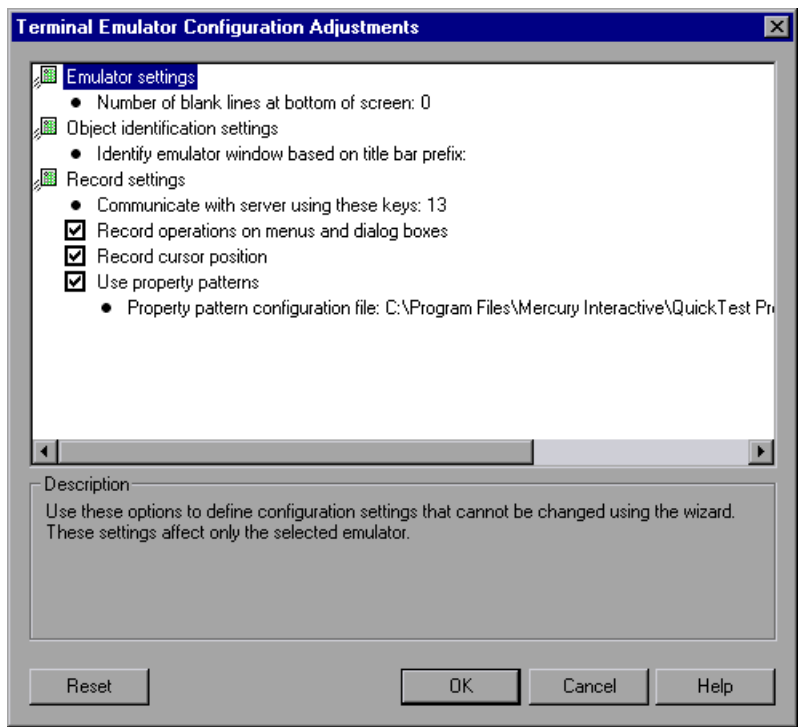 Terminal Emulator Configuration Adjustments
Emulator settings
Number of blank lines at bottom of screen: 0
Object identification settings
Identify emulator window based on title bar prefix:
Record settings
Communicate with server using these keys: 13
Record operations on menus and dialog boxes
Record cursor position
Use property patterns
Property pattern configuration file: C:\Program Files\Mercury Interactive\QuickTest
Description
Use these options to define configuration settings that cannot be changed using the wizard.
These settings affect only the selected emulator.
Reset
OK
Cancel
Help